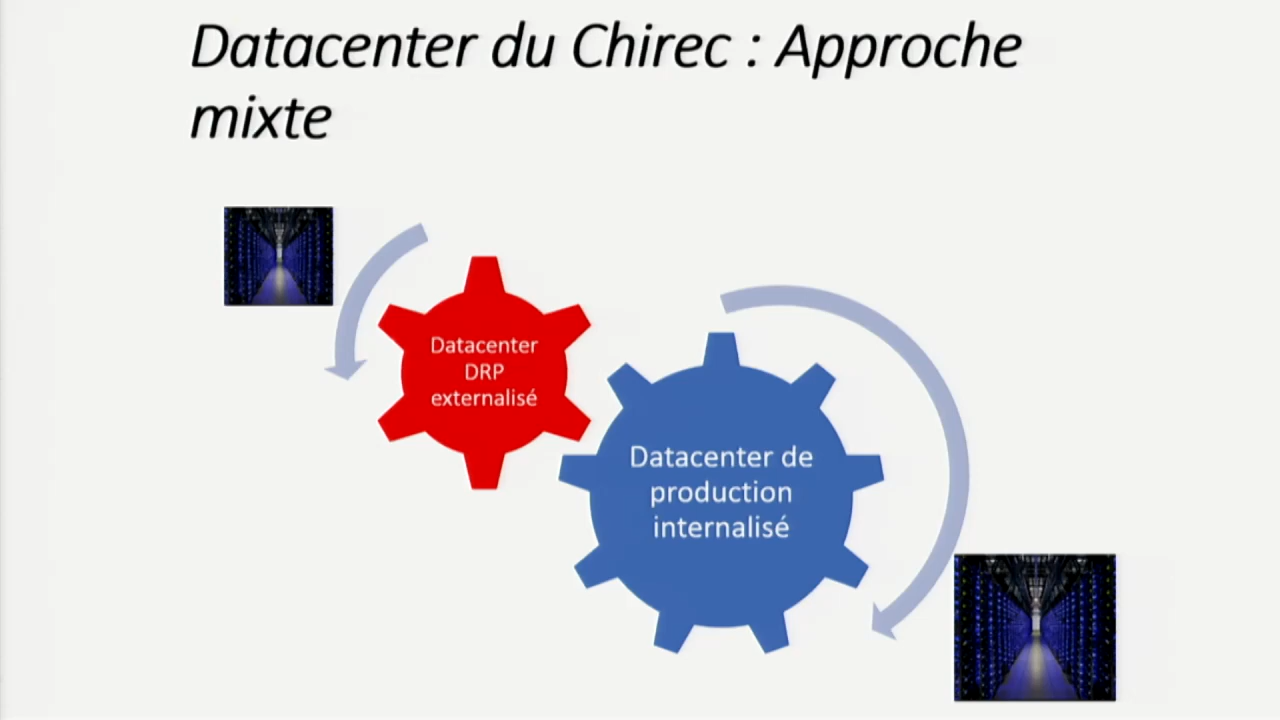 Datacenter du Chirec : Approche
mixte
Datacenter
DRP
externalisé
Datacenter de
production
internalisé